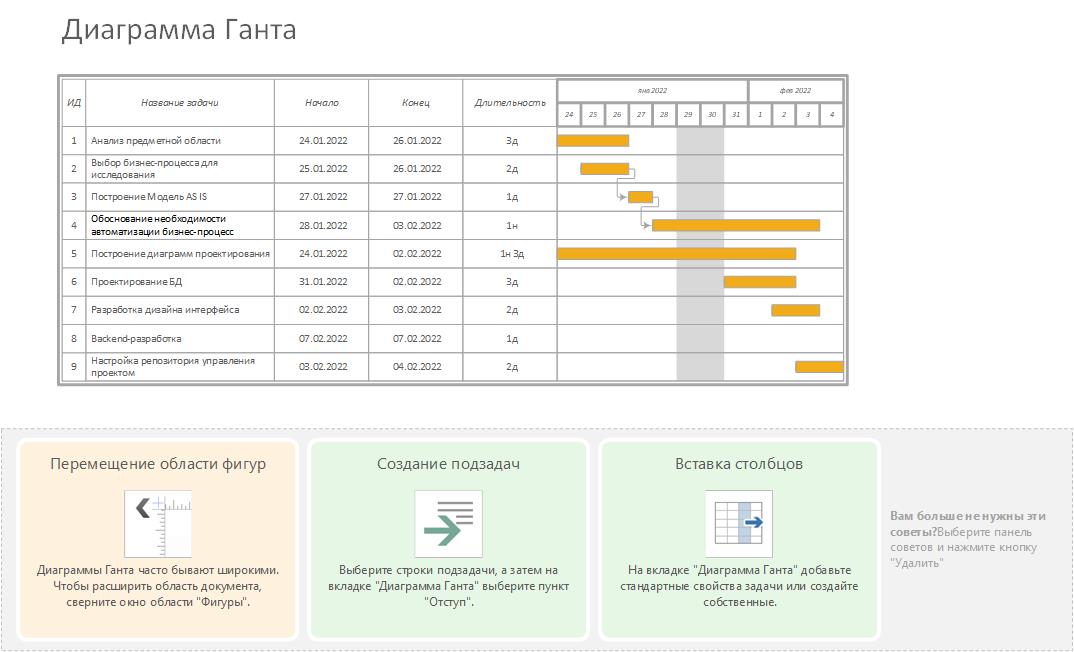 Диаграмма Ганта
ИД Название задачи Начало Конец Длительность янв 2022 фев 2022
24 25 26 27 28 29 30 31 1 2 3 4
1 Анализ предметной области 24.01.2022 26.01.2022 3д
2 Выбор бизнес-процесса для
исследования 25.01.2022 26.01.2022 2д
3 Построение Модель AS IS 27.01.2022 27.01.2022 1д
4 Обоснование необходимости
автоматизации бизнес-процесс 28.01.2022 03.02.2022 1н
5 Построение диаграмм проектирования 24.01.2022 02.02.2022 1н 3д
6 Проектирование БД 31.01.2022 02.02.2022 3д
7 Разработка дизайна интерфейса 02.02.2022 03.02.2022 2д
8 Backend-разработка 07.02.2022 07.02.2022 1д
9 Настройка репозитория управления
проектом 03.02.2022 04.02.2022 2д
Перемещение области фигур
Диаграммы Ганта часто бывают широкими.
Чтобы расширить область документа,
сверните окно области "Фигуры".
Создание подзадач
Выберите строки подзадачи, а затем на
вкладке "Диаграмма Ганта" выберите пункт
"Отступ".
Вставка столбцов
На вкладке "Диаграмма Ганта" добавьте
стандартные свойства задачи или создайте
собственные.
Вам больше не нужны эти
советы?Выберите панель
советов и нажмите кнопку
"Удалить"